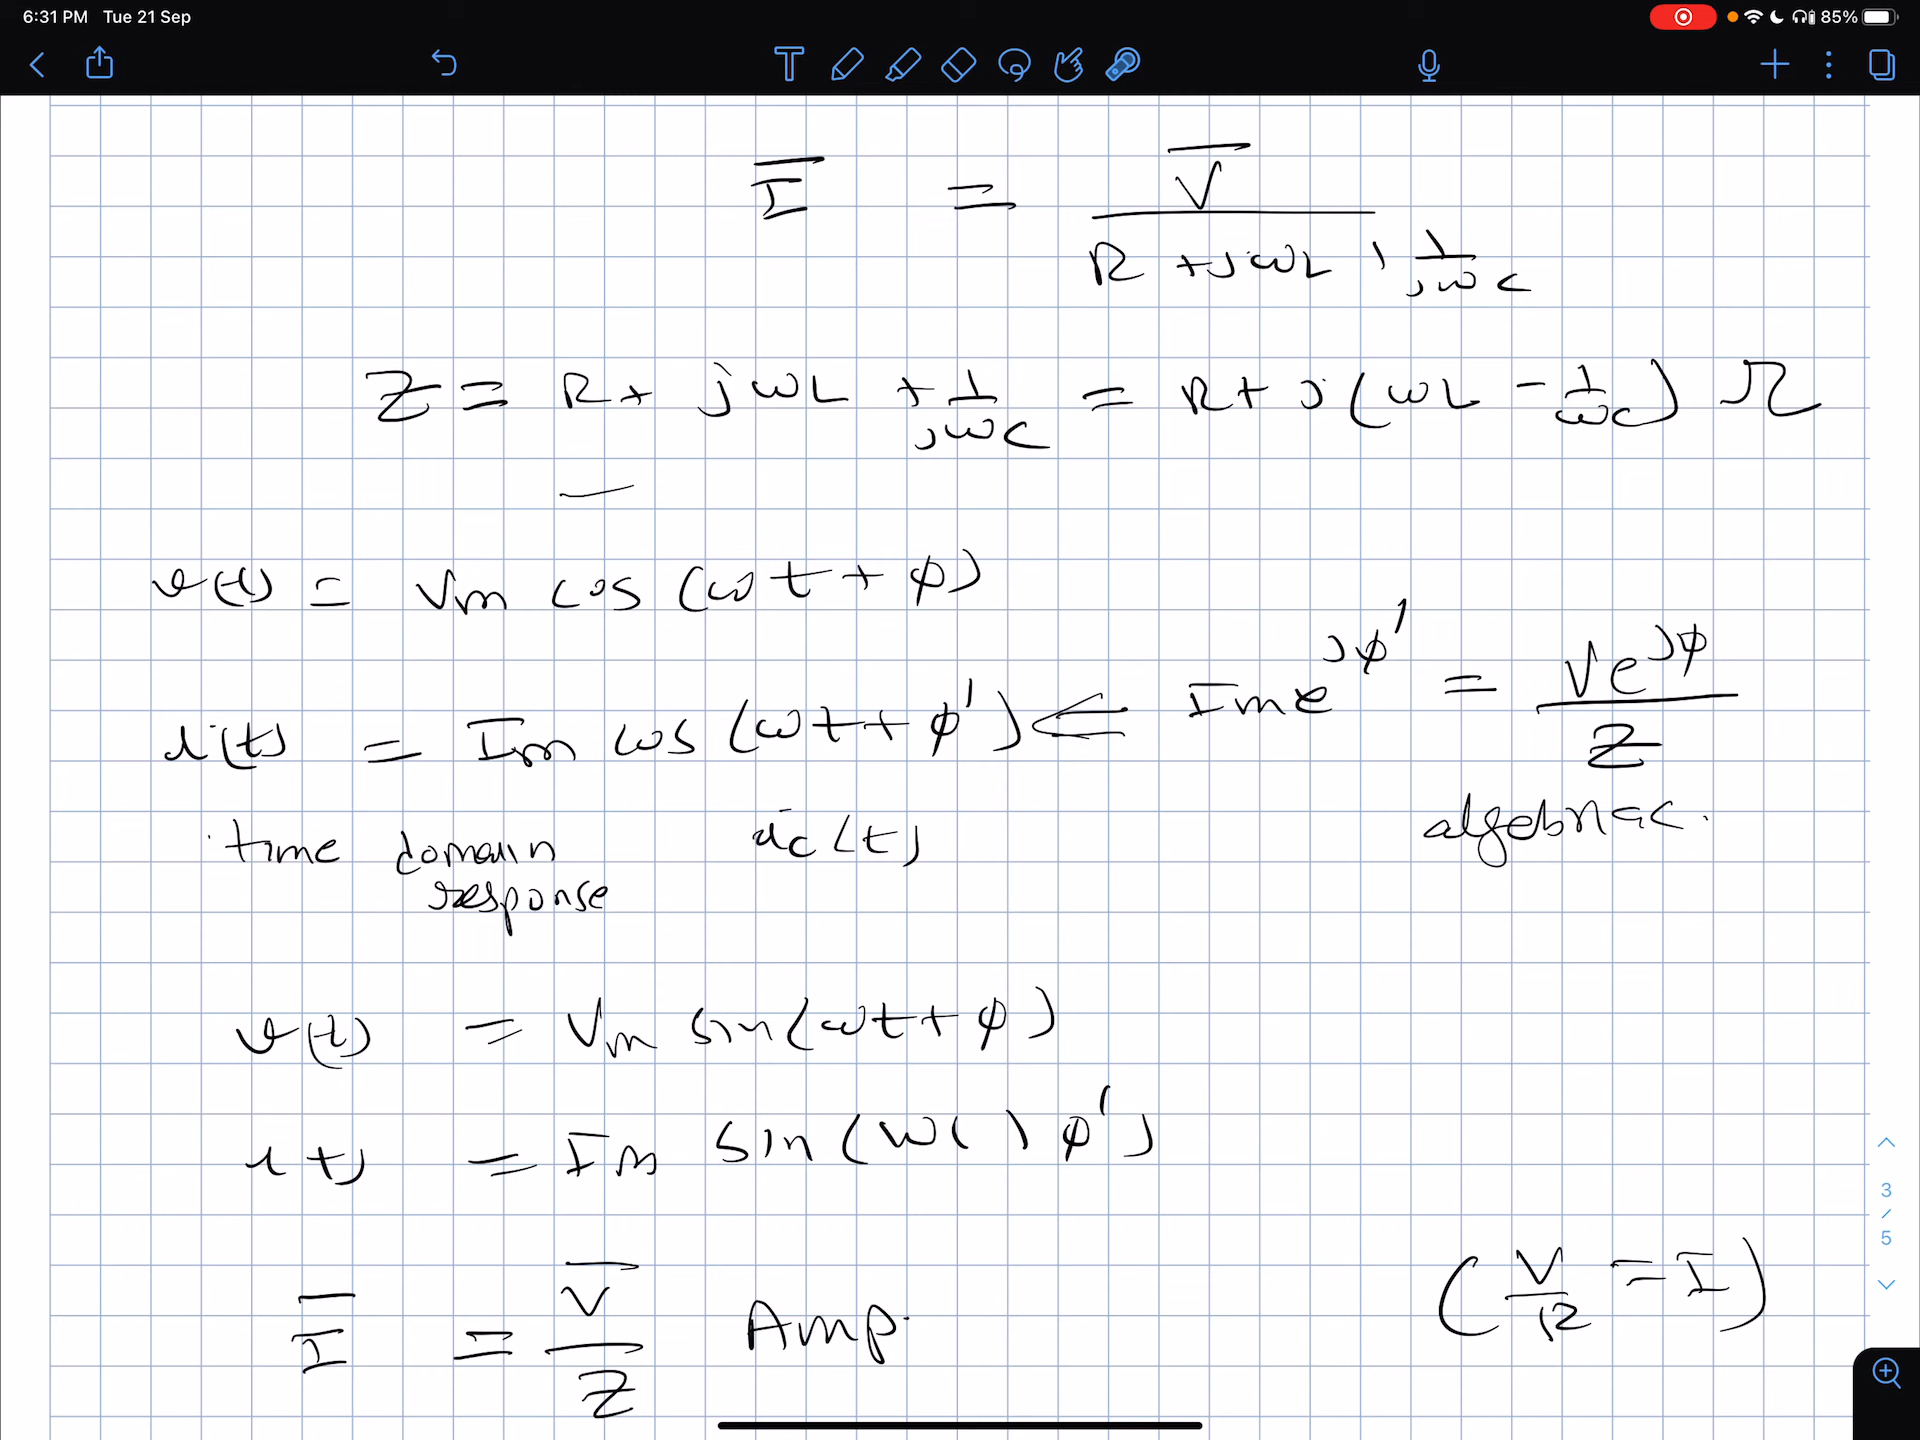 6:31 PM Tue 21 Sep
85%
I̅ = V̅ / (R + jωL + 1/jωC)
Z = R + jωL + 1/jωC = R + j(ωL - 1/ωC) Ω
v(t) = Vm cos(ωt + φ)
i(t) = Im cos(ωt + φ') ⇐ Im e^jφ' = Ve^jφ / Z
time domain response
algebraic.
v(t) = Vm sin(ωt + φ)
i(t) = Im sin(ωt + φ')
3
/
5
I̅ = V̅ / Z Amp.
(V/R = I)